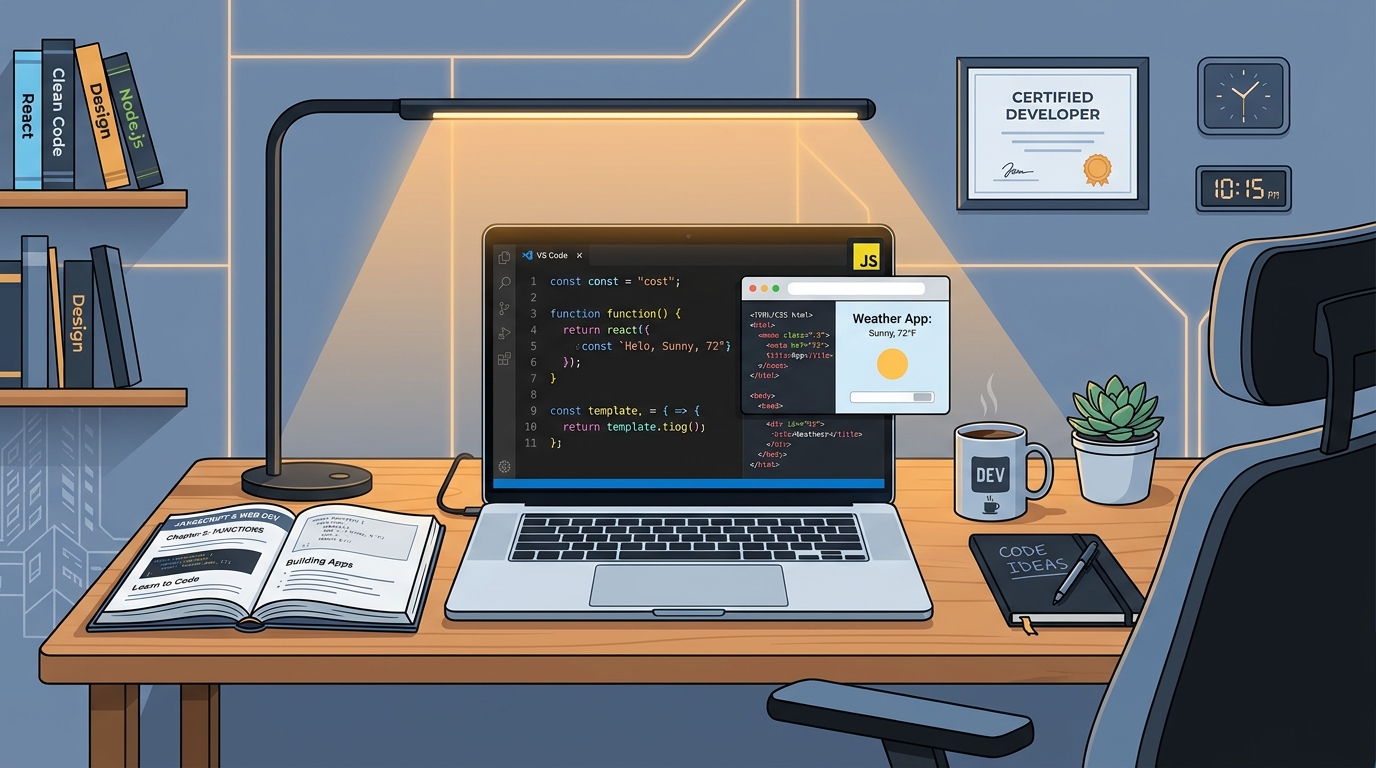 React
Clean Code
Design
Node.js
Design
CERTIFIED
DEVELOPER
10:15 PM
VS Code
JS
1 const const = "cost";
2
3 function function() {
4 return react({
5 const `Helo, Sunny, 72°}
6 });
7 }
8
9 const template, = { => {
10 return template.tiog();
11 };
Weather App:
Sunny, 72°F
<html>
</html>
<body>
</body>
</html>
JAVASCRIPT & WEB DEV
Chapter 5: FUNCTIONS
Learn to Code
Building Apps
DEV
CODE
IDEAS